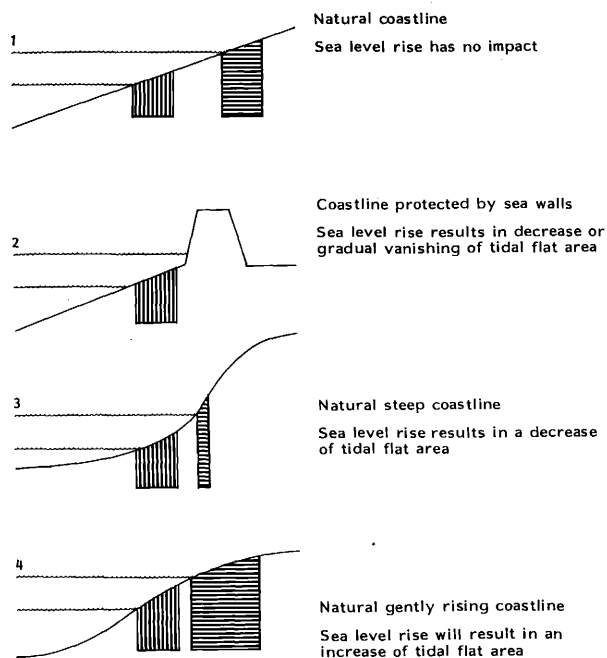 1
Natural coastline
Sea level rise has no impact
2
Coastline protected by sea walls
Sea level rise results in decrease or
gradual vanishing of tidal flat area
3
Natural steep coastline
Sea level rise results in a decrease
of tidal flat area
4
Natural gently rising coastline
Sea level rise will result in an
increase of tidal flat area